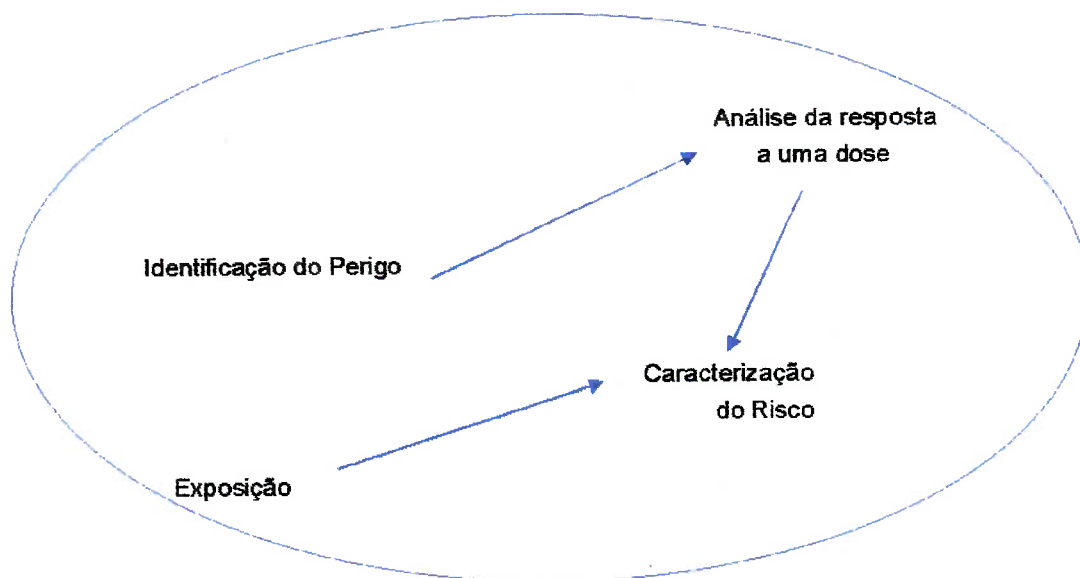 Análise da resposta
a uma dose
Identificação do Perigo
Caracterização
do Risco
Exposição